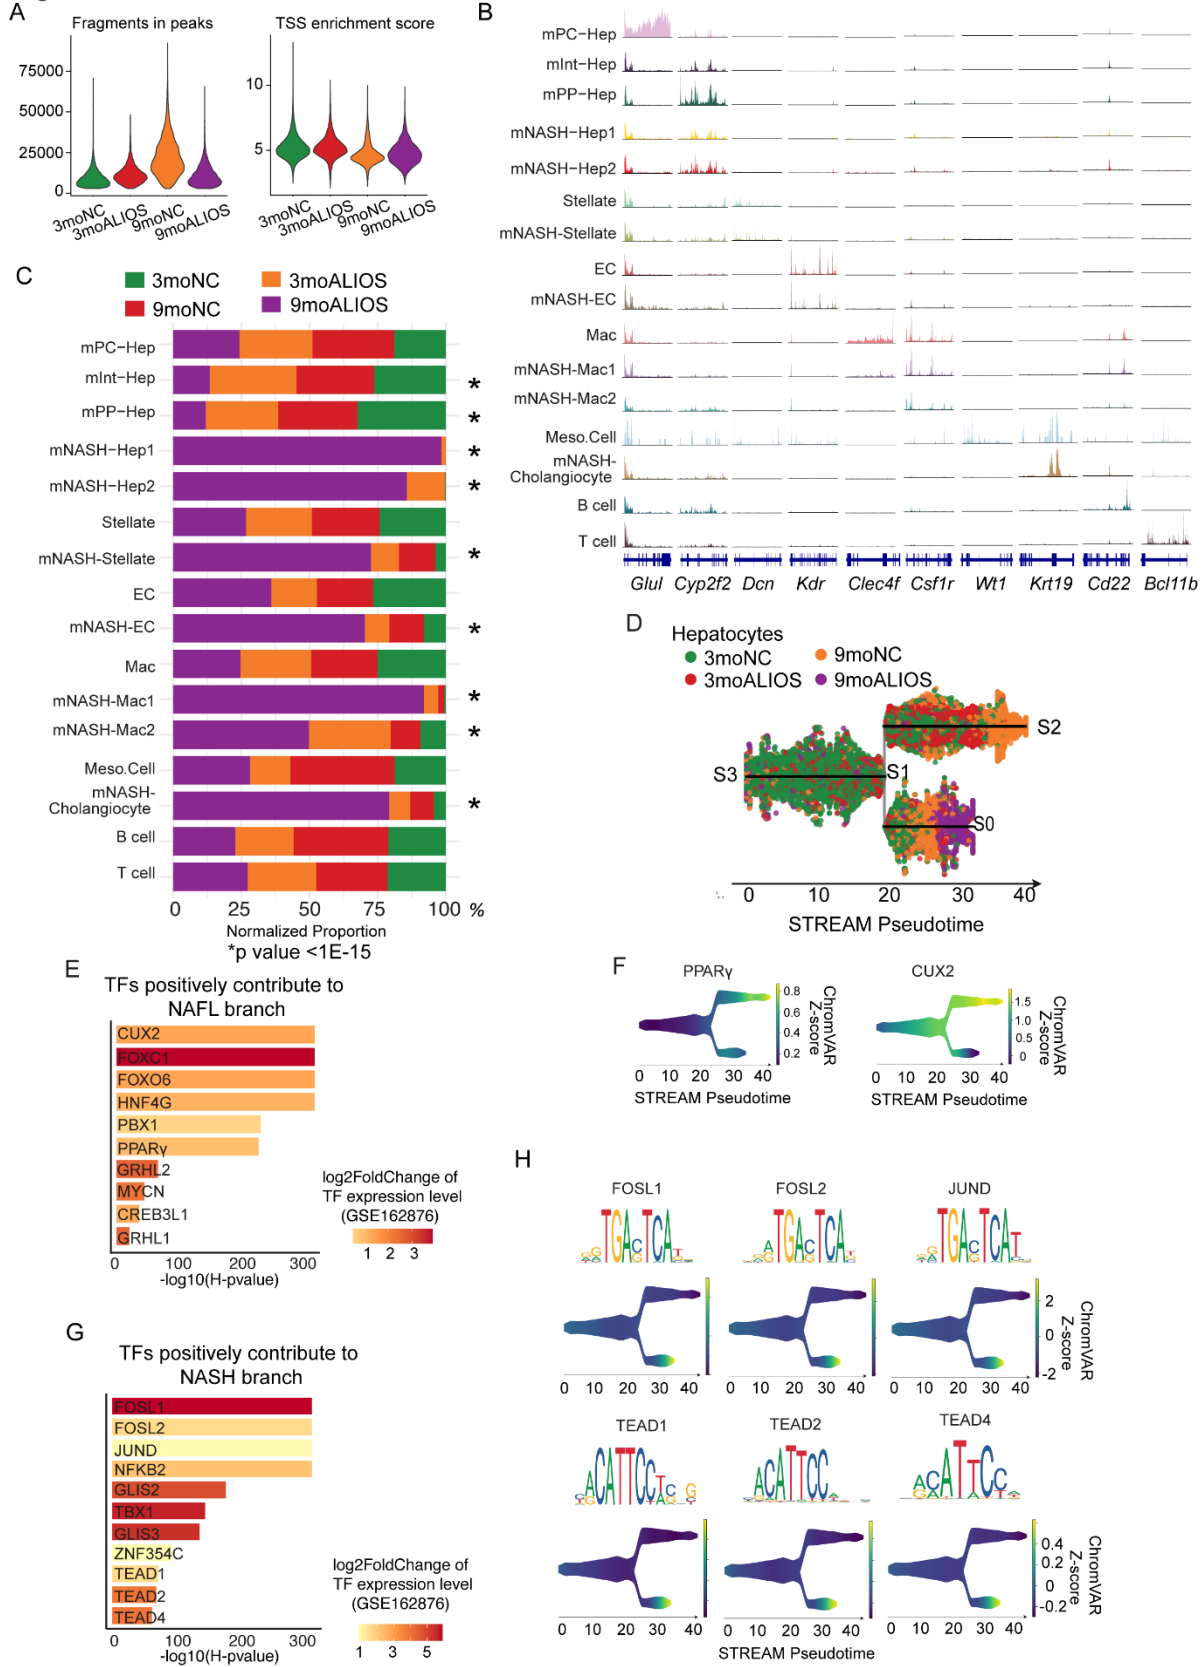 A
Fragments in peaks
TSS enrichment score
75000
50000
25000
0
10
5
3moNC
3moALIOS
9moNC
9moALIOS
3moNC
3moALIOS
9moNC
9moALIOS
B
mPC-Hep
mInt-Hep
mPP-Hep
mNASH-Hep1
mNASH-Hep2
Stellate
mNASH-Stellate
EC
mNASH-EC
Mac
mNASH-Mac1
mNASH-Mac2
Meso.Cell
mNASH-
Cholangiocyte
B cell
T cell
Glul Cyp2f2 Dcn Kdr Clec4f Csf1r Wt1 Krt19 Cd22 Bcl11b
C
3moNC 3moALIOS
9moNC 9moALIOS
mPC-Hep
mInt-Hep *
mPP-Hep *
mNASH-Hep1 *
mNASH-Hep2 *
Stellate
mNASH-Stellate *
EC
mNASH-EC *
Mac
mNASH-Mac1 *
mNASH-Mac2 *
Meso.Cell
mNASH-
Cholangiocyte *
B cell
T cell
0 25 50 75 100 %
Normalized Proportion
*p value <1E-15
D
Hepatocytes
3moNC 9moNC
3moALIOS 9moALIOS
S2
S3
S1
S0
0 10 20 30 40
STREAM Pseudotime
E
TFs positively contribute to
NAFL branch
CUX2
FOXC1
FOXO6
HNF4G
PBX1
PPARγ
GRHL2
MYCN
CREB3L1
GRHL1
0 100 200 300
-log10(H-pvalue)
log2FoldChange of
TF expression level
(GSE162876)
1 2 3
F
PPARγ
0.8
0.6
0.4
0.2
ChromVAR
Z-score
0 10 20 30 40
STREAM Pseudotime
CUX2
1.5
1.0
0.5
0
ChromVAR
Z-score
0 10 20 30 40
STREAM Pseudotime
G
TFs positively contribute to
NASH branch
FOSL1
FOSL2
JUND
NFKB2
GLIS2
TBX1
GLIS3
ZNF354C
TEAD1
TEAD2
TEAD4
0 100 200 300
-log10(H-pvalue)
log2FoldChange of
TF expression level
(GSE162876)
1 3 5
H
FOSL1 FOSL2 JUND
TGACTCA TGACTCA TGACTCAT
2
0
-2
ChromVAR
Z-score
0 10 20 30 40 0 10 20 30 40 0 10 20 30 40
TEAD1 TEAD2 TEAD4
ACATTCC ACATTCC ACATTCC
0.4
0.2
0
-0.2
ChromVAR
Z-score
0 10 20 30 40 0 10 20 30 40 0 10 20 30 40
STREAM Pseudotime